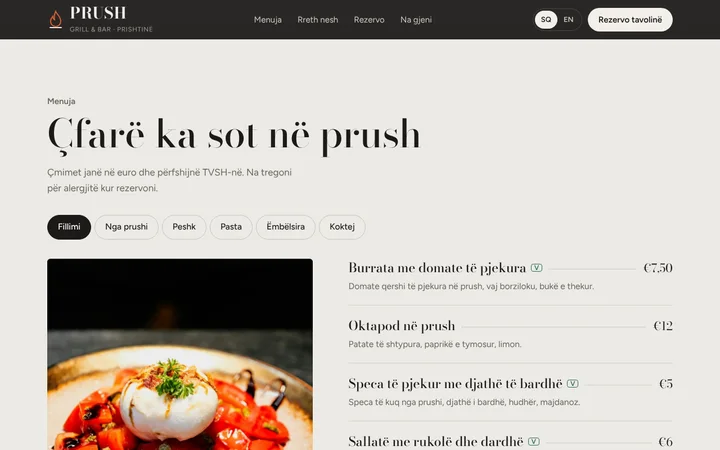 PRUSH
GRILL & BAR · PRISHTINË
Menuja
Rreth nesh
Rezervo
Na gjeni
SQ
EN
Rezervo tavolinë
Menuja
Çfarë ka sot në prush
Çmimet janë në euro dhe përfshijnë TVSH-në. Na tregoni
për alergjitë kur rezervoni.
Fillimi
Nga prushi
Peshk
Pasta
Ëmbëlsira
Koktej
Burrata me domate të pjekura V €7,50
Domate qershi të pjekura në prush, vaj borziloku, bukë e thekur.
Oktapod në prush €12
Patate të shtypura, paprikë e tymosur, limon.
Speca të pjekur me djathë të bardhë V €5
Speca të kuq nga prushi, djathë i bardhë, hudhër, majdanoz.
Sallatë me rukolë dhe dardhë V €6